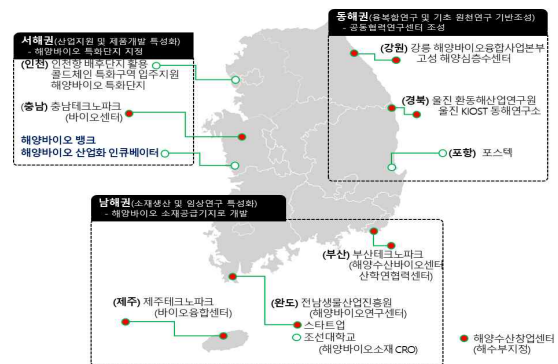 서해권(산업지원 및 제품개발 특성화)
- 해양바이오 특화단지 지정
(인천) 인천항 배후단지 활용
콜드체인 특화구역 입주지원
해양바이오 특화단지
(충남) 충남테크노파크
(바이오센터)
해양바이오 뱅크
해양바이오 산업화 인큐베이터
동해권(융복합연구 및 기초 원천연구 기반조성)
- 공동협력연구센터 조성
(강원) 강릉 해양바이오융합사업본부
고성 해양심층수센터
(경북) 울진 환동해산업연구원
울진 KIOST 동해연구소
(포항) 포스텍
남해권(소재생산 및 임상연구 특성화)
- 해양바이오 소재공급기지로 개발
(부산) 부산테크노파크
(해양수산바이오센터
산학연협력센터)
(제주) 제주테크노파크
(바이오융합센터)
(완도) 전남생물산업진흥원
(해양바이오연구센터)
스타트업
조선대학교
(해양바이오소재 CRO)
해양수산창업센터
(해수부지정)